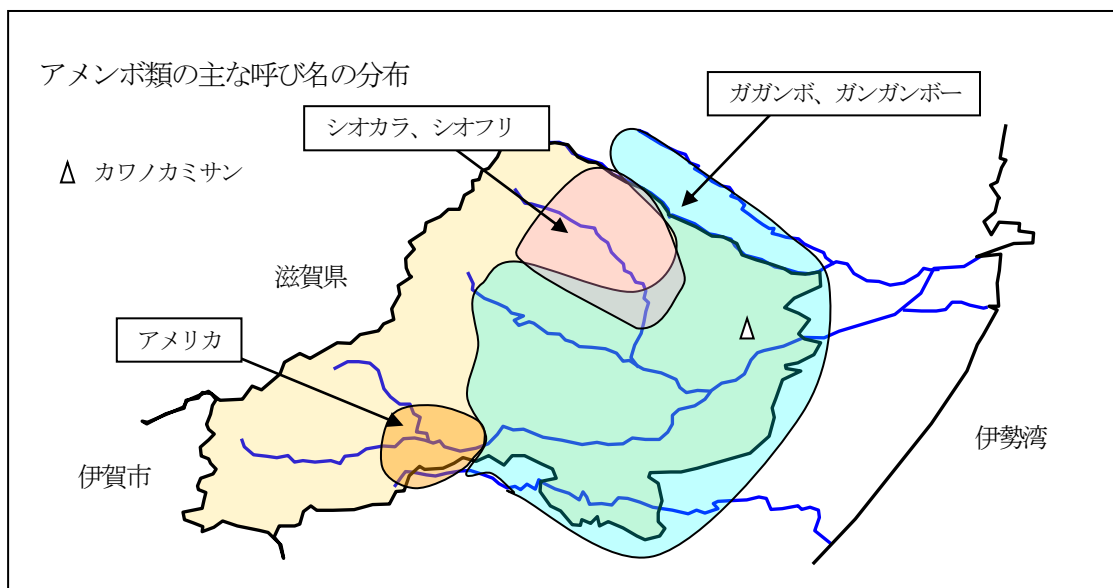 アメンボ類の主な呼び名の分布
ガガンボ、ガンガンボー
シオカラ、シオフリ
カワノカミサン
滋賀県
アメリカ
伊勢湾
伊賀市